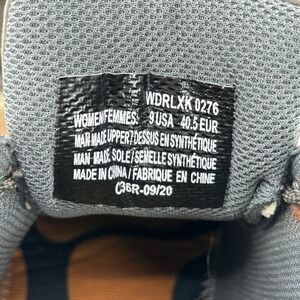 WDRLXK 0276
WOMEN/FEMMES: 9 USA 40.5 EUR
MAN-MADE UPPER / DESSUS EN SYNTHÉTIQUE
MAN-MADE. SOLE / SEMELLE SYNTHÉTIQUE
MADE IN CHINA / FABRIQUE EN CHINE
C36R-09/20